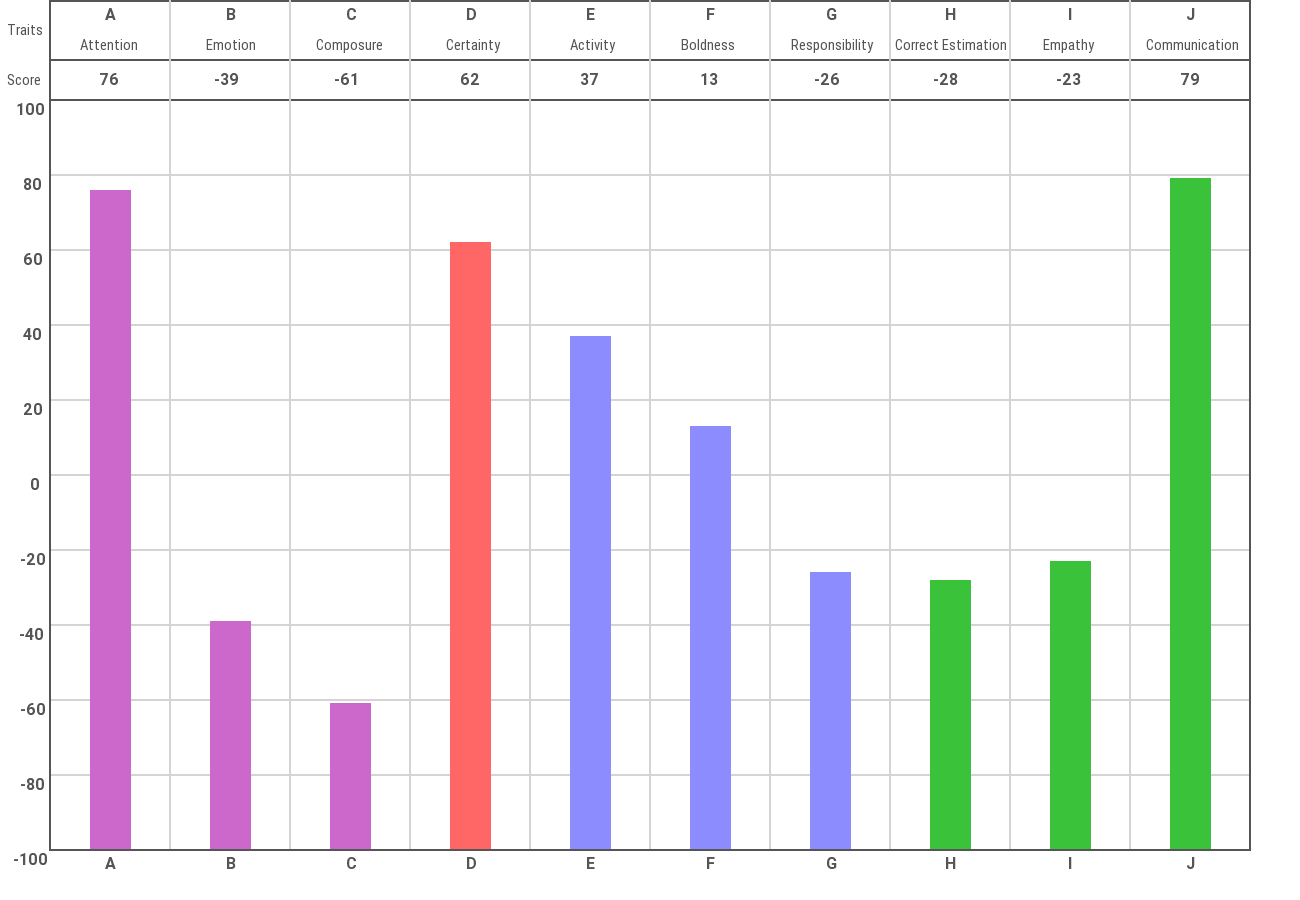 Traits
A B C D E F G H I J
Attention Emotion Composure Certainty Activity Boldness Responsibility Correct Estimation Empathy Communication
Score 76 -39 -61 62 37 13 -26 -28 -23 79
100
80
60
40
20
0
-20
-40
-60
-80
-100
A B C D E F G H I J